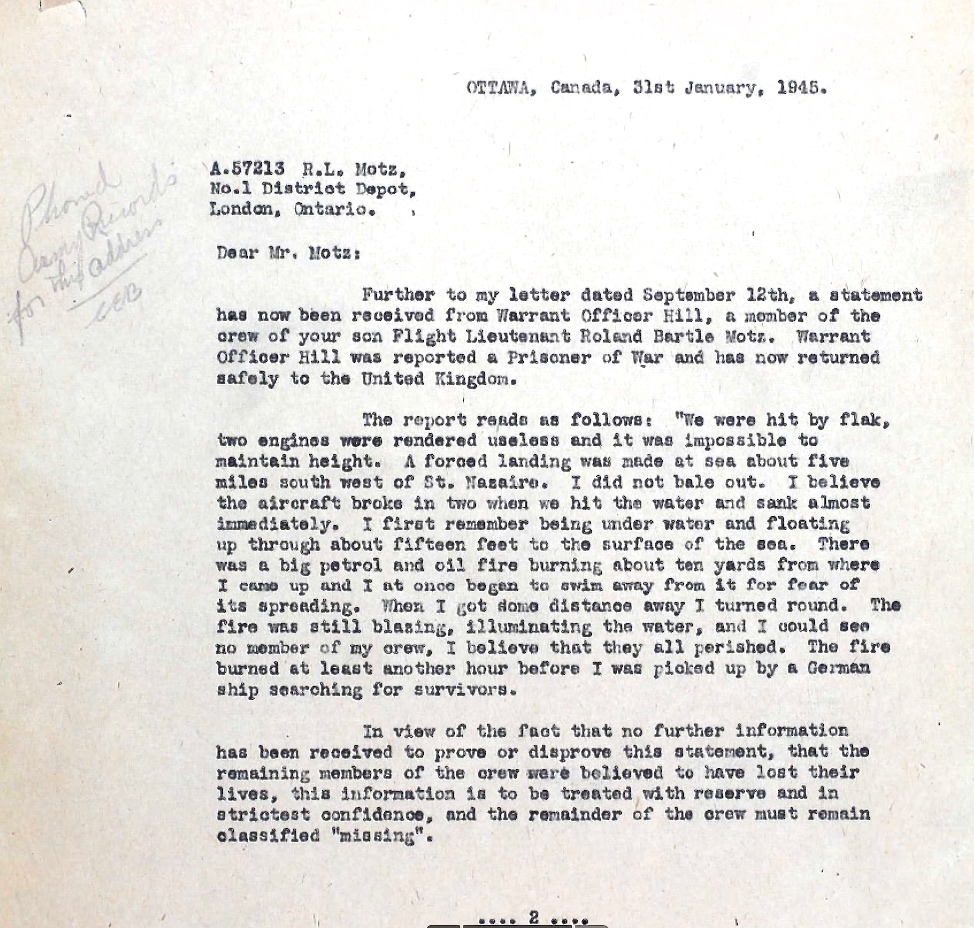 OTTAWA, Canada, 31st January, 1945.
A.57213 R.L. Motz,
No.1 District Depot,
London, Ontario.
Phoned
Army Records
for this address
CEB
Dear Mr. Motz:
Further to my letter dated September 12th, a statement
has now been received from Warrant Officer Hill, a member of the
crew of your son Flight Lieutenant Roland Bartle Motz. Warrant
Officer Hill was reported a Prisoner of War and has now returned
safely to the United Kingdom.
The report reads as follows: "We were hit by flak,
two engines were rendered useless and it was impossible to
maintain height. A forced landing was made at sea about five
miles south west of St. Nazaire. I did not bale out. I believe
the aircraft broke in two when we hit the water and sank almost
immediately. I first remember being under water and floating
up through about fifteen feet to the surface of the sea. There
was a big petrol and oil fire burning about ten yards from where
I came up and I at once began to swim away from it for fear of
its spreading. When I got some distance away I turned round. The
fire was still blazing, illuminating the water, and I could see
no member of my crew, I believe that they all perished. The fire
burned at least another hour before I was picked up by a German
ship searching for survivors.
In view of the fact that no further information
has been received to prove or disprove this statement, that the
remaining members of the crew were believed to have lost their
lives, this information is to be treated with reserve and in
strictest confidence, and the remainder of the crew must remain
classified "missing".
.... 2 ....